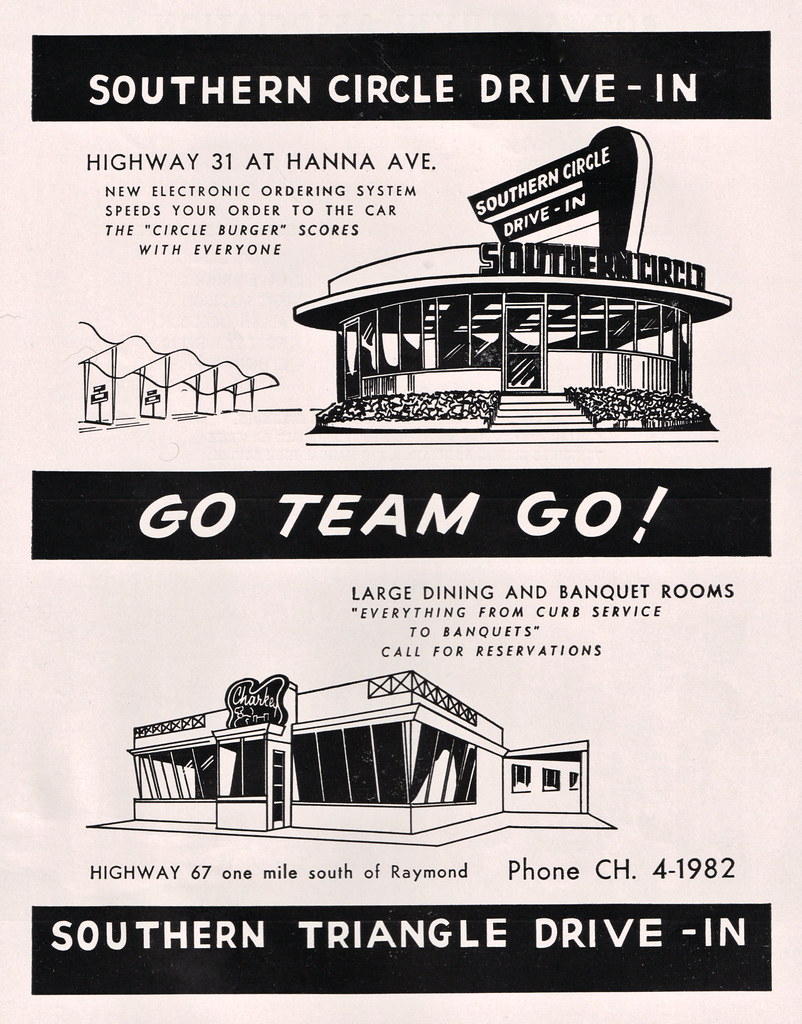 SOUTHERN CIRCLE DRIVE-IN
HIGHWAY 31 AT HANNA AVE.
NEW ELECTRONIC ORDERING SYSTEM
SPEEDS YOUR ORDER TO THE CAR
THE "CIRCLE BURGER" SCORES
WITH EVERYONE
SOUTHERN CIRCLE
DRIVE-IN
SOUTHERN CIRCLE
GO TEAM GO!
LARGE DINING AND BANQUET ROOMS
"EVERYTHING FROM CURB SERVICE
TO BANQUETS"
CALL FOR RESERVATIONS
HIGHWAY 67 one mile south of Raymond
Phone CH. 4-1982
SOUTHERN TRIANGLE DRIVE-IN